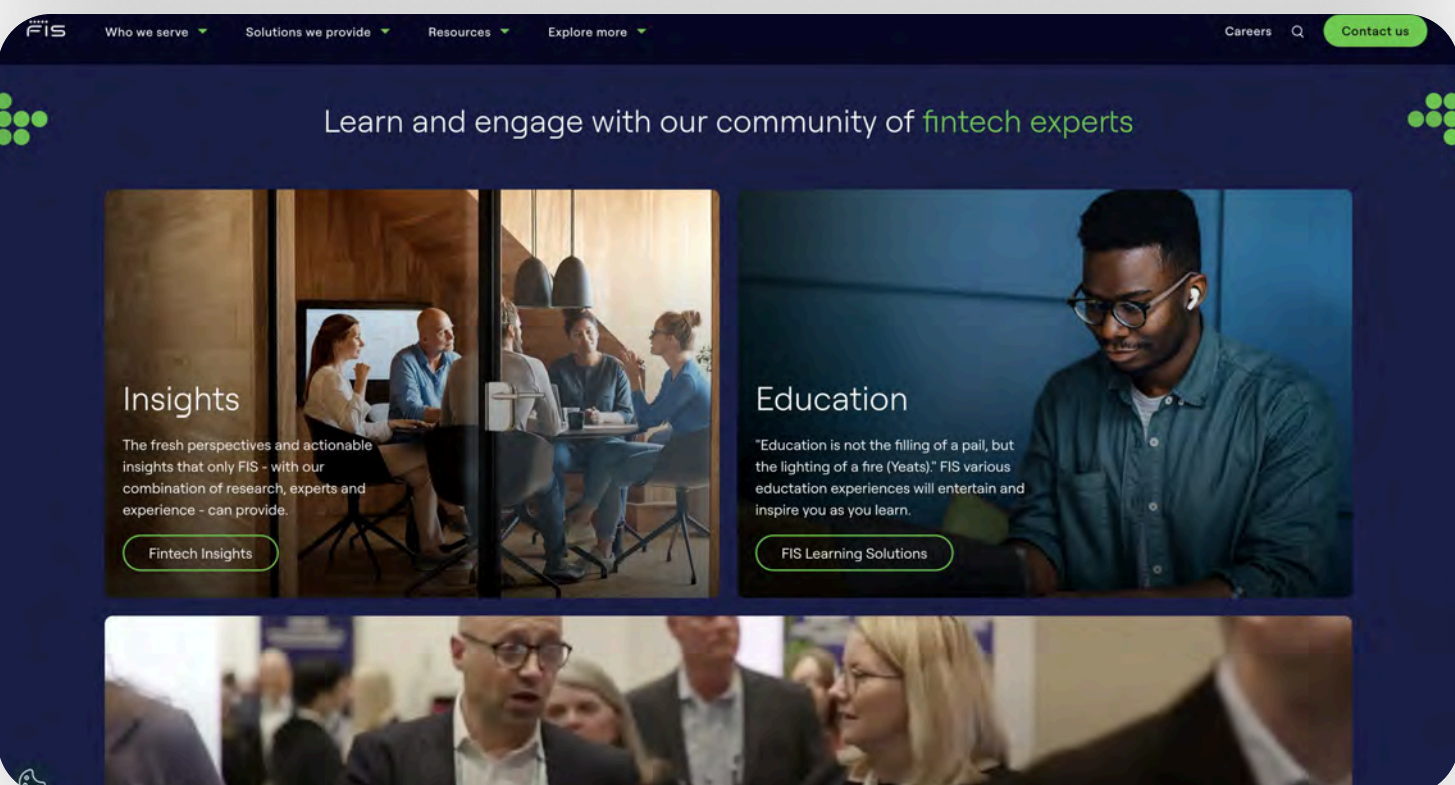 FIS
Who we serve
Solutions we provide
Resources
Explore more
Careers
Contact us
Learn and engage with our community of fintech experts
Insights
The fresh perspectives and actionable
insights that only FIS - with our
combination of research, experts and
experience - can provide.
Fintech Insights
Education
"Education is not the filling of a pail, but
the lighting of a fire (Yeats)." FIS various
eductation experiences will entertain and
inspire you as you learn.
FIS Learning Solutions